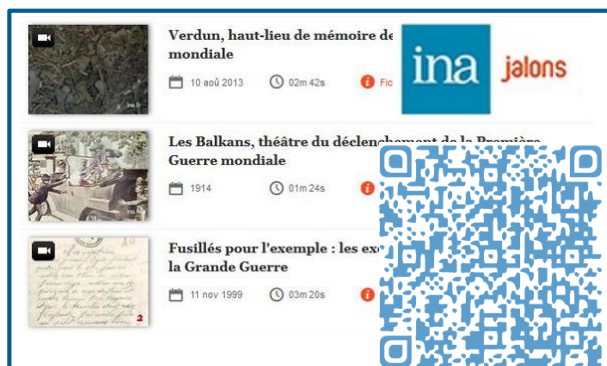 Verdun, haut-lieu de mémoire de
mondiale
10 aoû 2013 02m 42s Fic
ina jalons
Les Balkans, théâtre du déclenchement de la Première
Guerre mondiale
1914 01m 24s
Fusillés pour l'exemple : les
la Grande Guerre
11 nov 1999 03m 20s
2